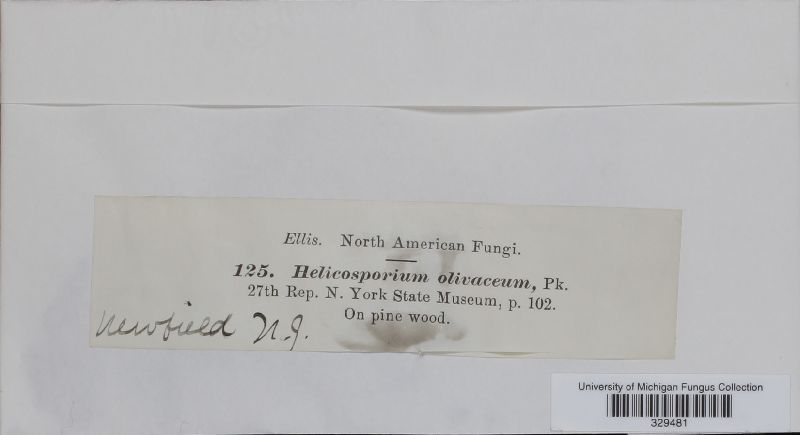 Ellis. North American Fungi.
125. Helicosporium olivaceum, Pk.
27th Rep. N. York State Museum, p. 102.
On pine wood.
Newfield N.J.
University of Michigan Fungus Collection
329481